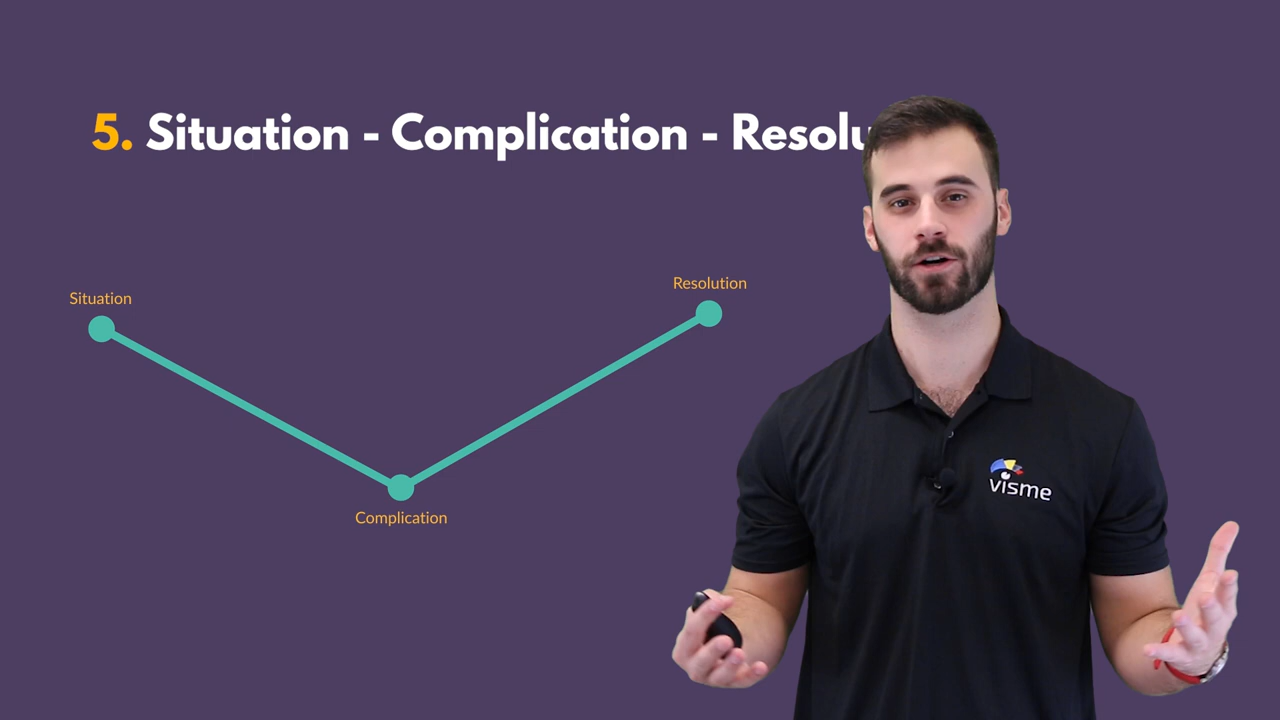 5. Situation - Complication - Resolu
Situation
Resolution
Complication
visme